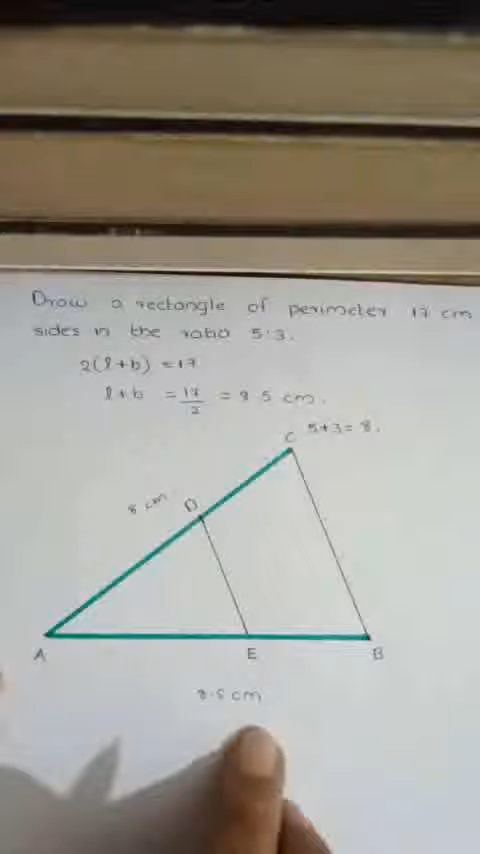 Draw a rectangle of perimeter 17 cm
sides in the ratio 5:3.
2(l+b) = 17
l+b = 17/2 = 8.5 cm.
C 5+3= 8.
8 cm D
A E B
8.5 cm